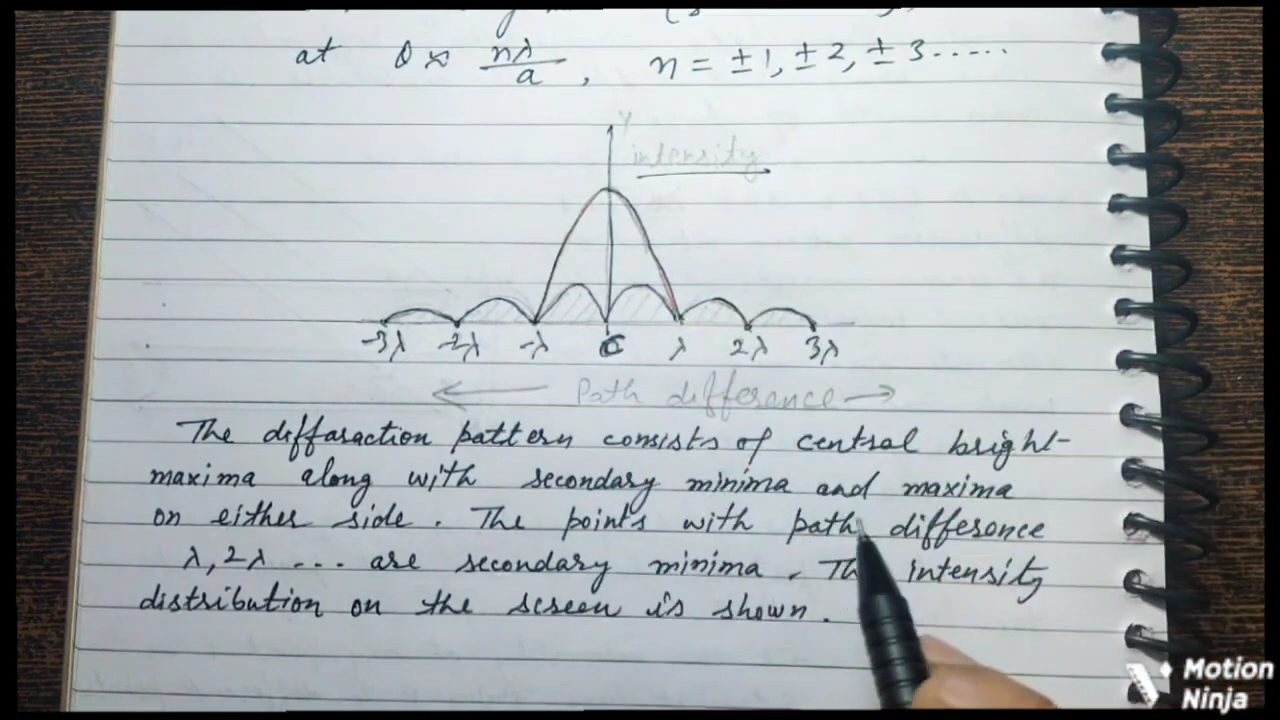 at θ ≈ nλ/a, n = ±1, ±2, ±3.....
Y
intensity
-3λ -2λ -λ C λ 2λ 3λ
← Path difference →
The diffaraction pattern consists of central bright-
maxima along with secondary minima and maxima
on either side. The points with path difference
λ, 2λ ... are secondary minima. Th intensity
distribution on the screen is shown.
Motion
Ninja